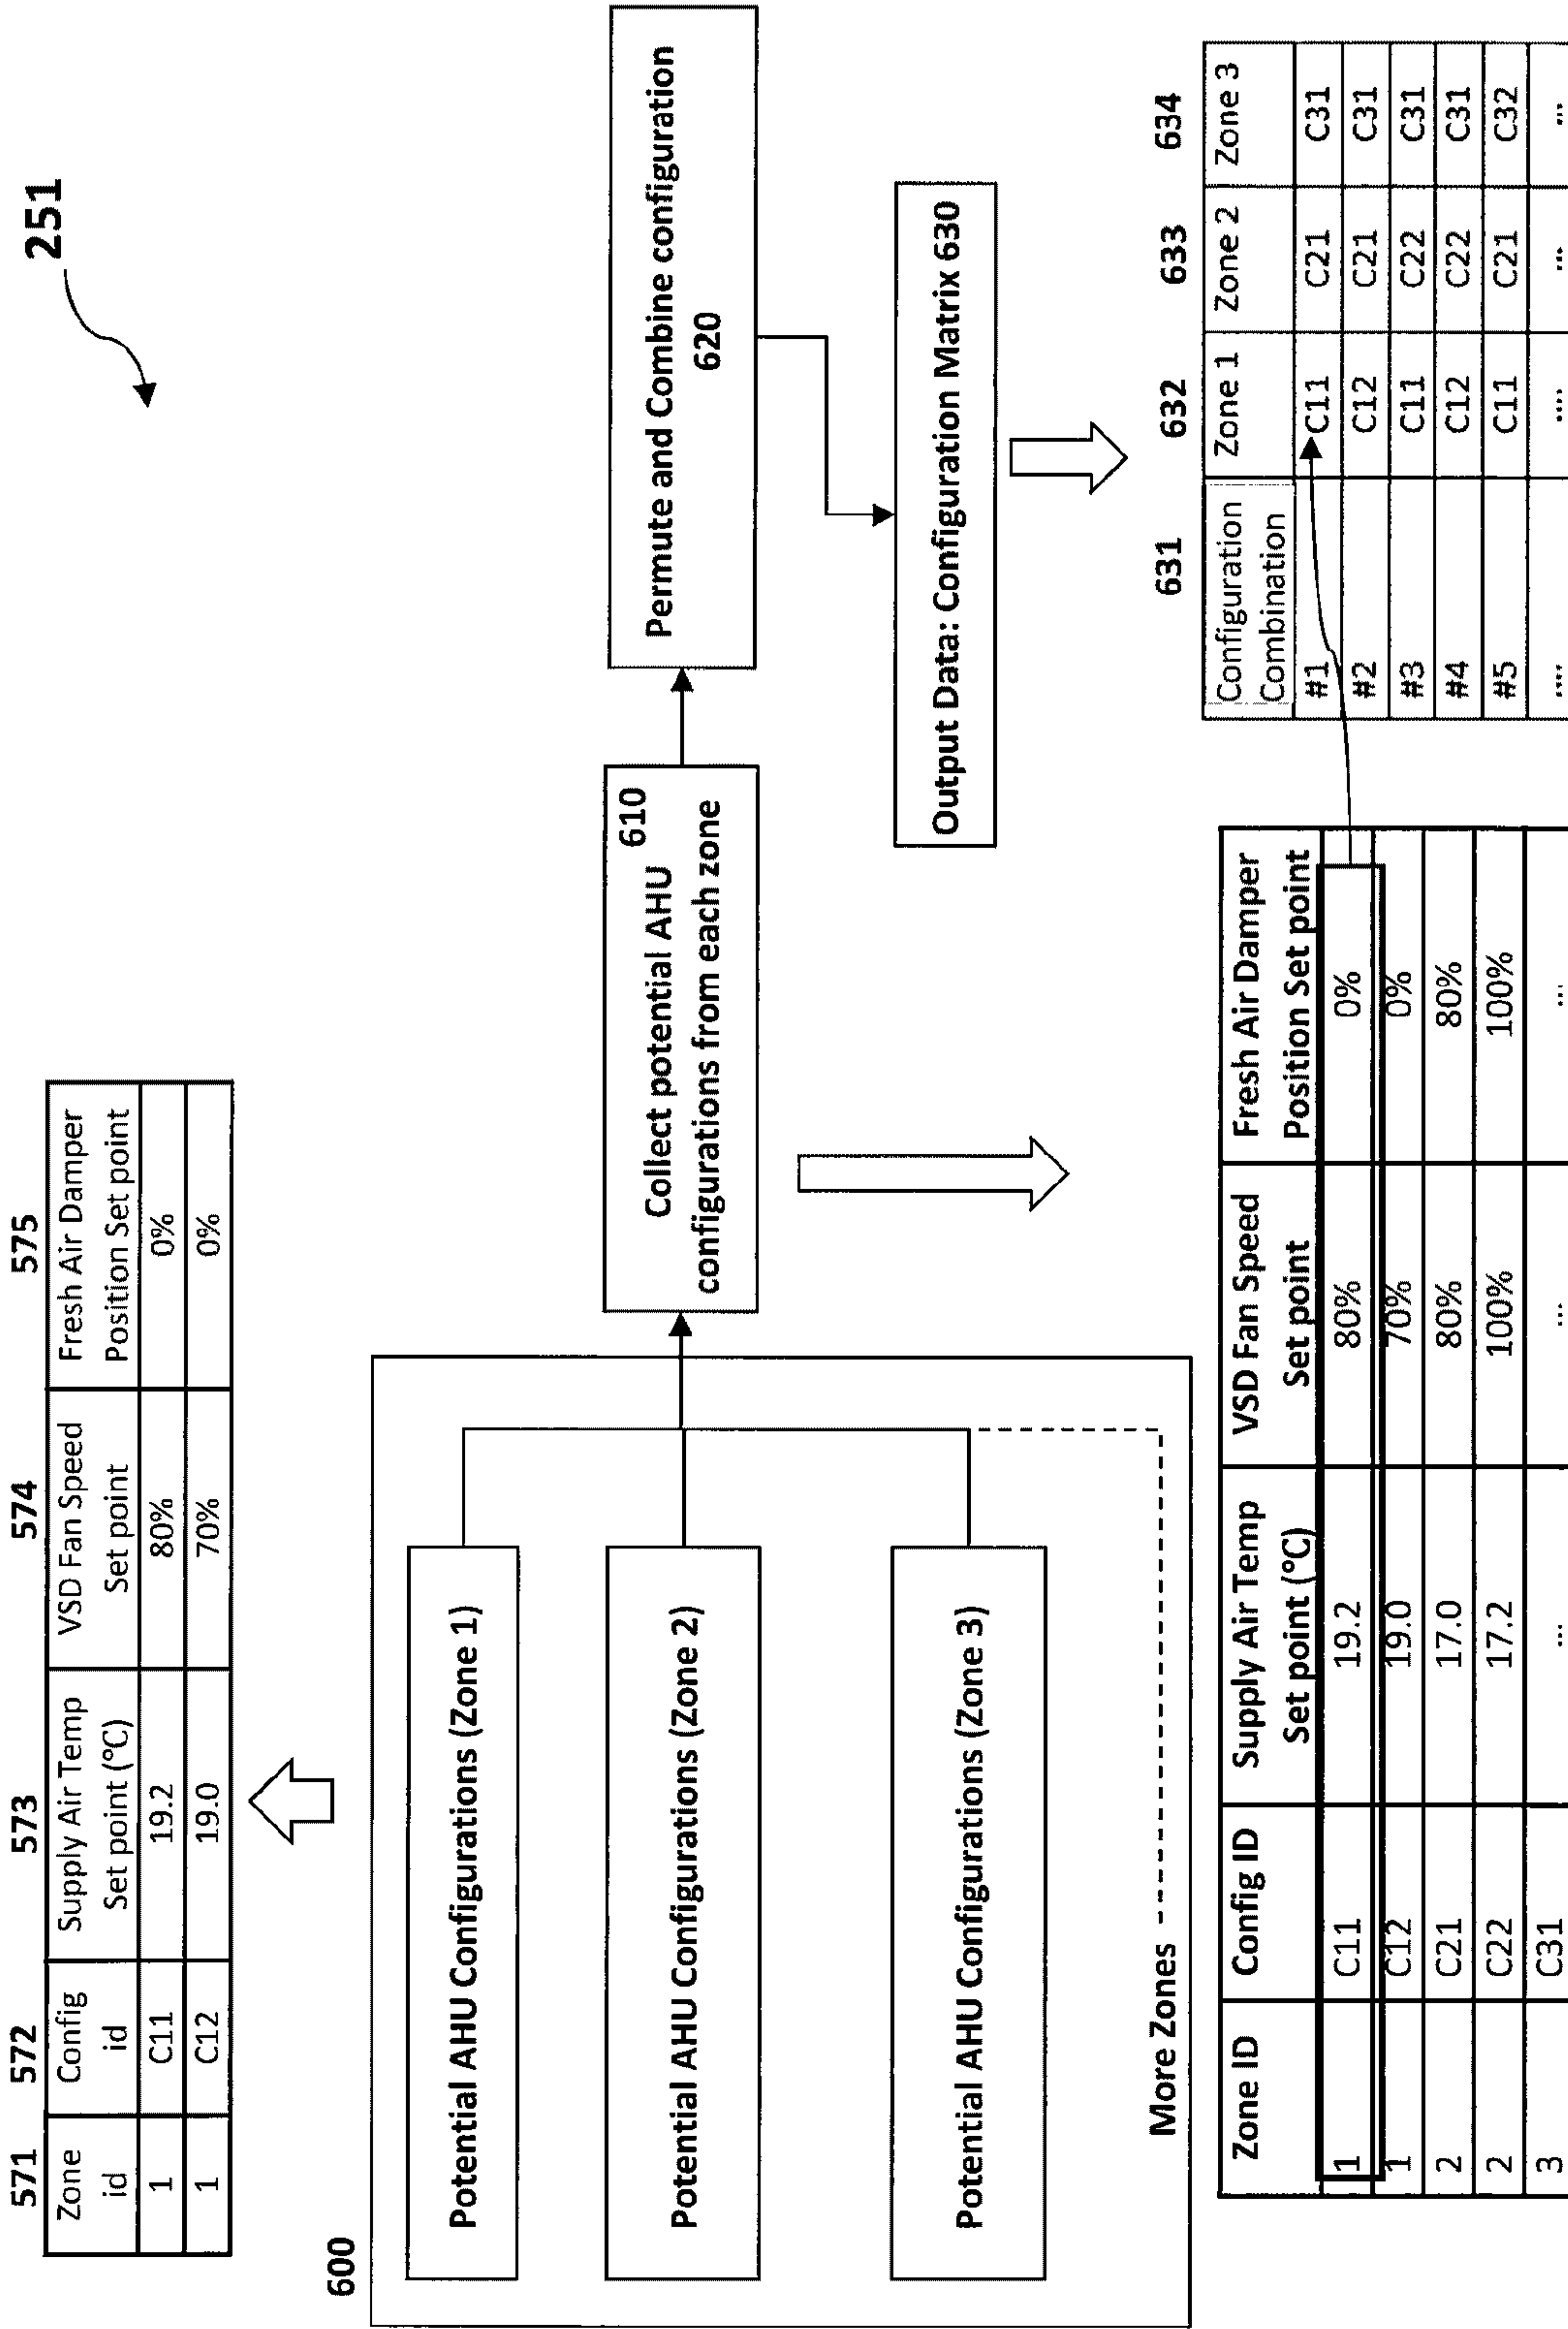 251
571 572 573 574 575
Zone id Config id Supply Air Temp Set point (°C) VSD Fan Speed Set point Fresh Air Damper Position Set point
1 C11 19.2 80% 0%
1 C12 19.0 70% 0%
600
Potential AHU Configurations (Zone 1)
Potential AHU Configurations (Zone 2)
Potential AHU Configurations (Zone 3)
More Zones
610
Collect potential AHU
configurations from each zone
Permute and Combine configuration
620
Output Data: Configuration Matrix 630
Zone ID Config ID Supply Air Temp Set point (°C) VSD Fan Speed Set point Fresh Air Damper Position Set point
1 C11 19.2 80% 0%
1 C12 19.0 70% 0%
2 C21 17.0 80% 80%
2 C22 17.2 100% 100%
3 C31 ... ... ...
631 632 633 634
Configuration Combination Zone 1 Zone 2 Zone 3
#1 C11 C21 C31
#2 C12 C21 C31
#3 C11 C22 C31
#4 C12 C22 C31
#5 C11 C21 C32
.... .... ... ...